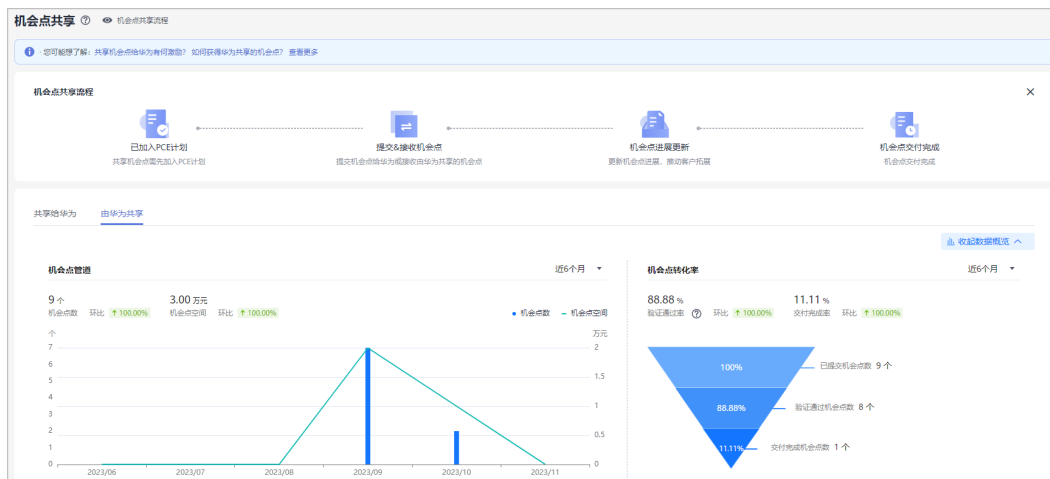 机会点共享 机会点共享流程
您可能想了解：共享机会点给华为有何激励？ 如何获得华为共享的机会点？ 查看更多
机会点共享流程
已加入PCE计划 提交&接收机会点 机会点进展更新 机会点交付完成
共享机会点需先加入PCE计划 提交机会点给华为或接收由华为共享的机会点 更新机会点进展、推动客户拓展 机会点交付完成
共享给华为 由华为共享
收起数据概览
机会点管道 近6个月 机会点转化率 近6个月
9 个 3.00 万元 88.88 % 11.11 %
机会点数 环比 ↑ 100.00% 机会点空间 环比 ↑ 100.00% 机会点数 机会点空间 验证通过率 环比 ↑ 100.00% 交付完成率 环比 ↑ 100.00%
个 万元
7 2
6
5 1.5
4
3 1
2 0.5
1
0 0
2023/06 2023/07 2023/08 2023/09 2023/10 2023/11
100% 已提交机会点数 9 个
88.88% 验证通过机会点数 8 个
11.11% 交付完成机会点数 1 个